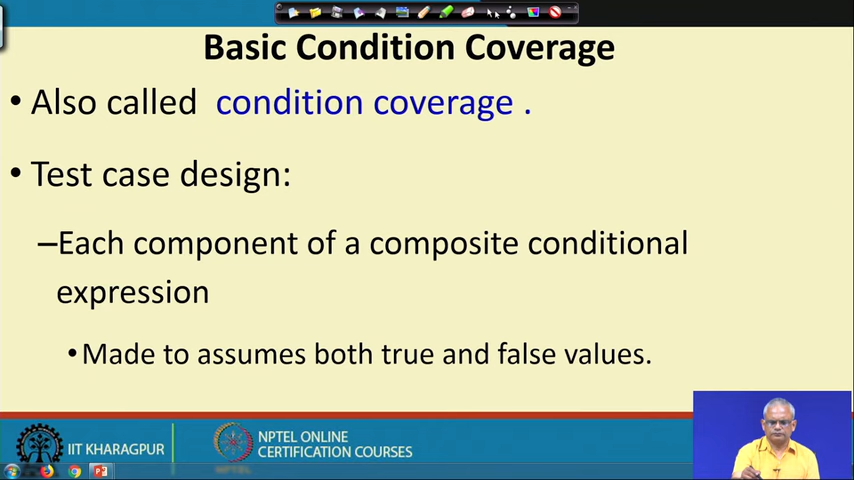 Basic Condition Coverage
• Also called condition coverage .
• Test case design:
–Each component of a composite conditional
expression
• Made to assumes both true and false values.
IIT KHARAGPUR
NPTEL ONLINE
CERTIFICATION COURSES
NPTEL